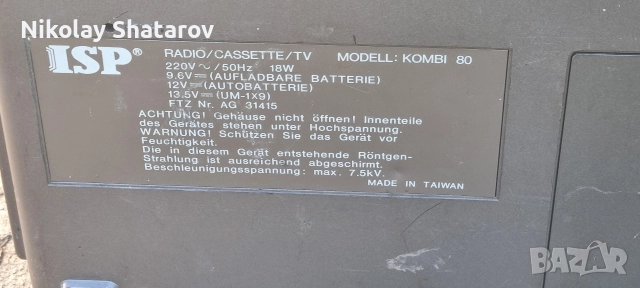 Nikolay Shatarov
ISP® RADIO/CASSETTE/TV MODELL: KOMBI 80
220V ~/50Hz 18W
9.6V⎓(AUFLADBARE BATTERIE)
12V⎓(AUTOBATTERIE)
13.5V⎓(UM-1X9)
FTZ Nr. AG 31415
ACHTUNG! Gehäuse nicht öffnen! Innenteile
des Gerätes stehen unter Hochspannung.
WARNUNG! Schützen Sie das Gerät vor
Feuchtigkeit.
Die in diesem Gerät entstehende Röntgen-
Strahlung ist ausreichend abgeschirmt.
Beschleunigungsspannung: max. 7.5kV.
MADE IN TAIWAN
BAZAR